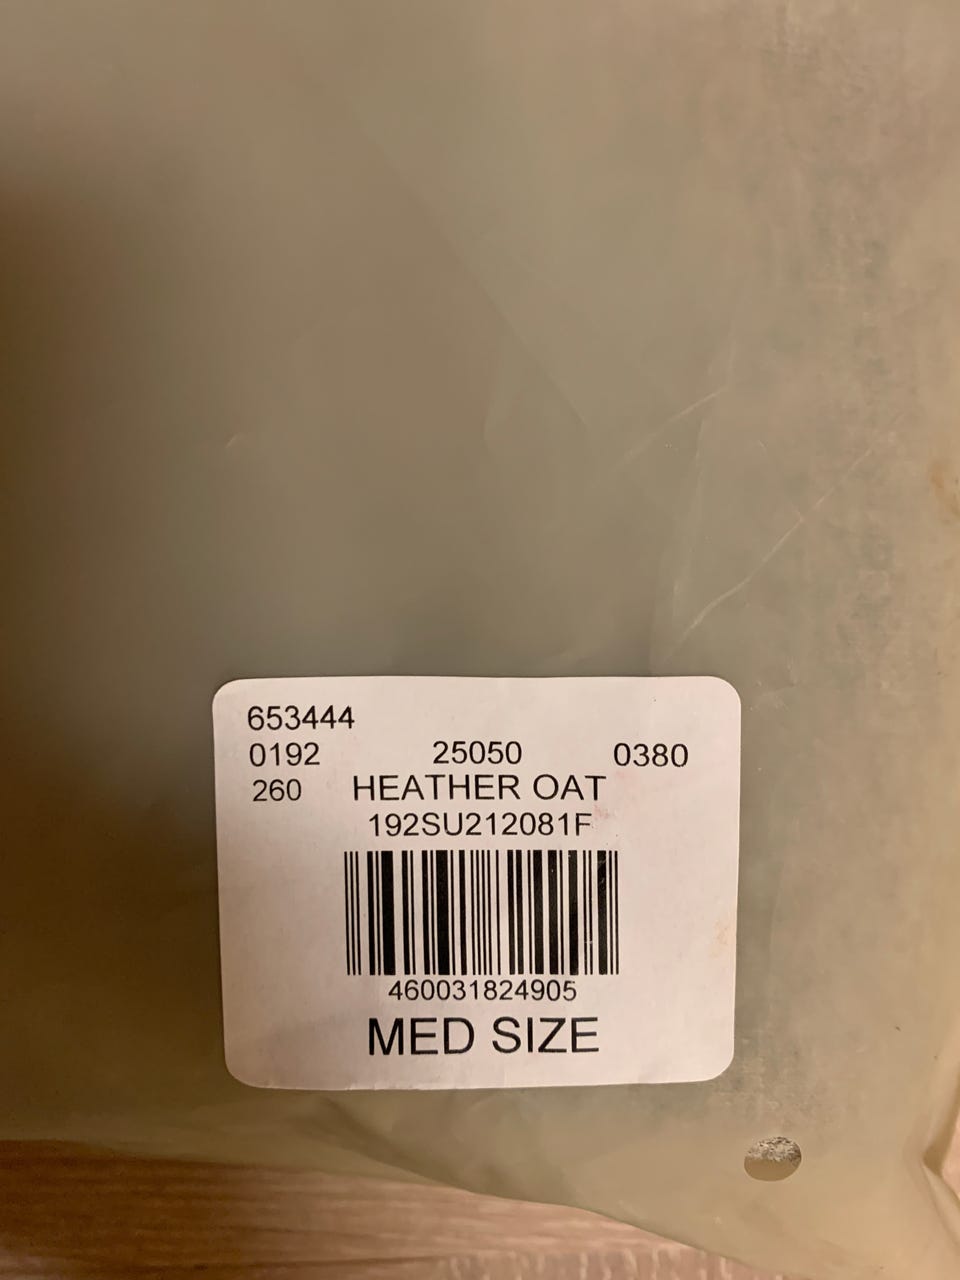 653444
0192 25050 0380
260 HEATHER OAT
192SU212081F
460031824905
MED SIZE